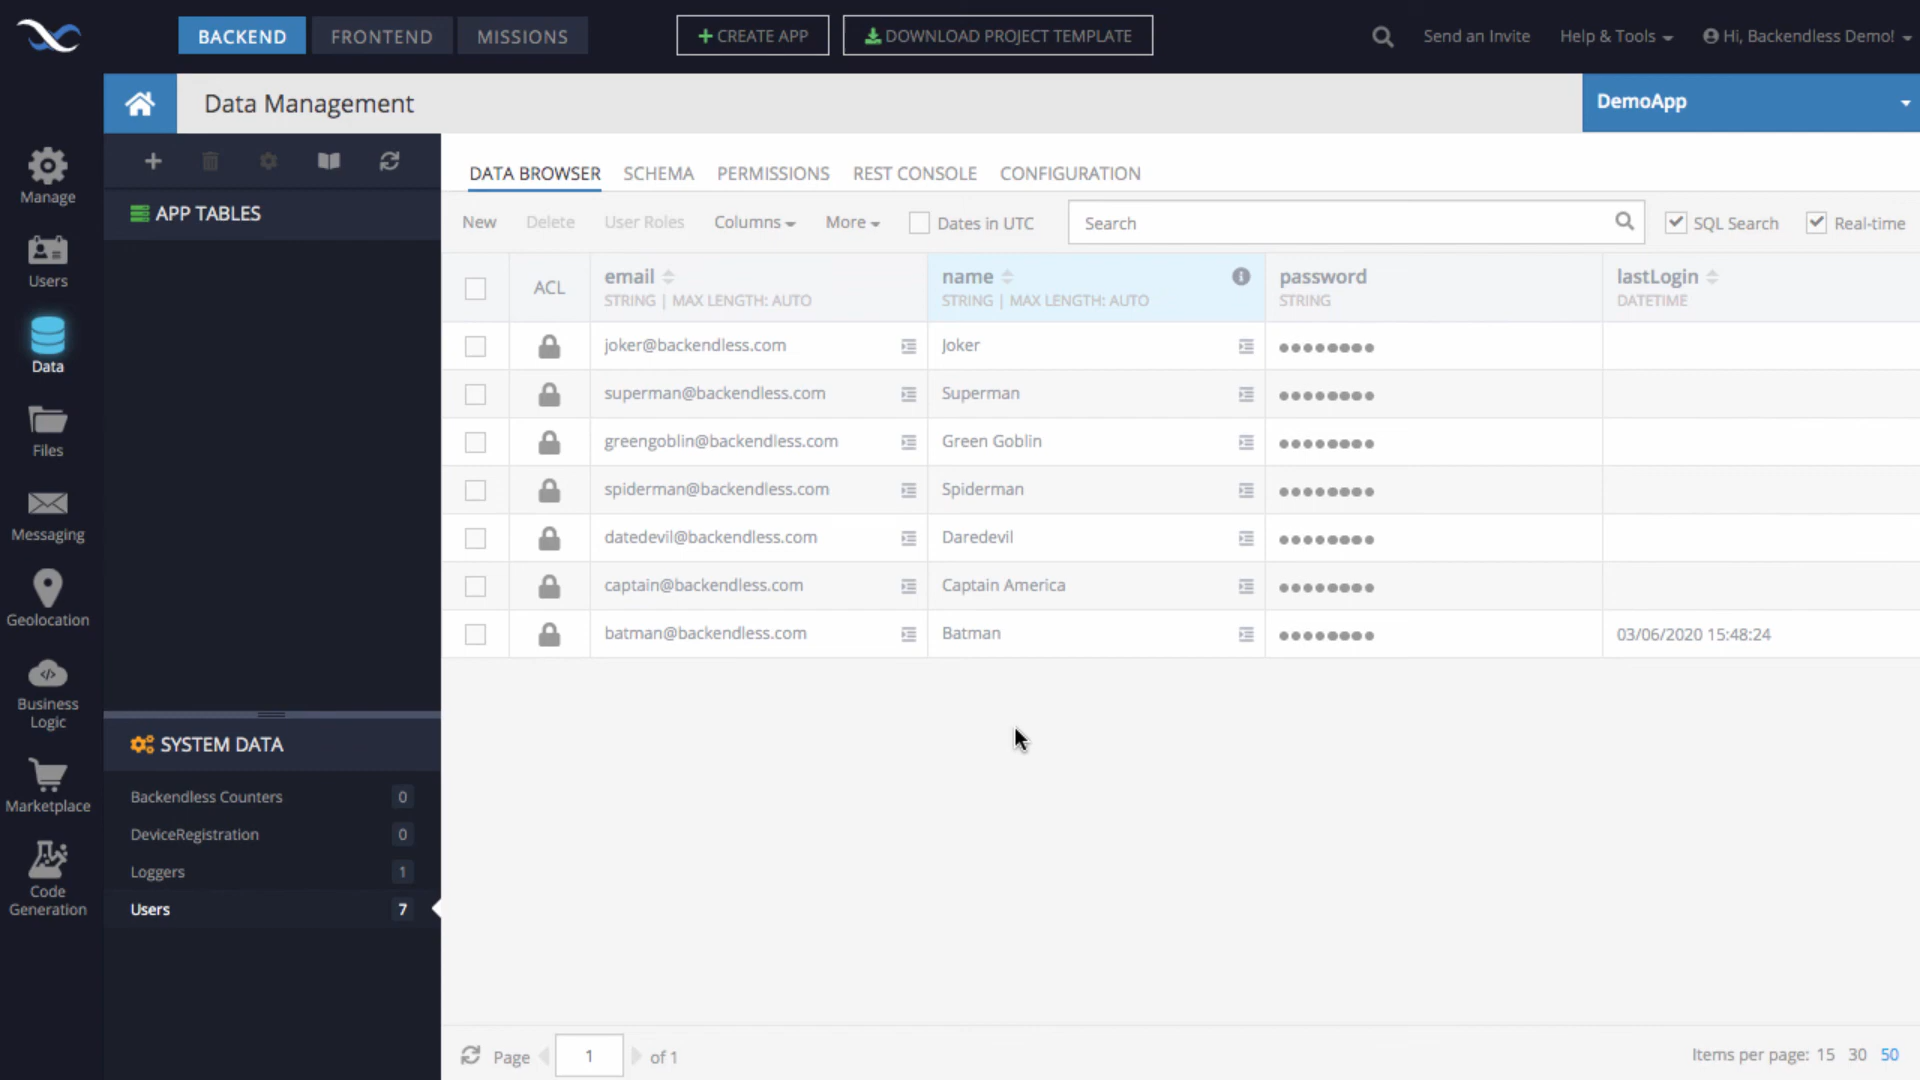 BACKEND FRONTEND MISSIONS CREATE APP DOWNLOAD PROJECT TEMPLATE Send an Invite Help & Tools Hi, Backendless Demo!
Data Management DemoApp
Manage
Users
Data
Files
Messaging
Geolocation
Business
Logic
Marketplace
Code
Generation
APP TABLES
SYSTEM DATA
Backendless Counters 0
DeviceRegistration 0
Loggers 1
Users 7
DATA BROWSER SCHEMA PERMISSIONS REST CONSOLE CONFIGURATION
New Delete User Roles Columns More Dates in UTC Search SQL Search Real-time
ACL email name password lastLogin
STRING | MAX LENGTH: AUTO STRING | MAX LENGTH: AUTO STRING DATETIME
joker@backendless.com Joker ●●●●●●●●
superman@backendless.com Superman ●●●●●●●●
greengoblin@backendless.com Green Goblin ●●●●●●●●
spiderman@backendless.com Spiderman ●●●●●●●●
datedevil@backendless.com Daredevil ●●●●●●●●
captain@backendless.com Captain America ●●●●●●●●
batman@backendless.com Batman ●●●●●●●● 03/06/2020 15:48:24
Page 1 of 1 Items per page: 15 30 50